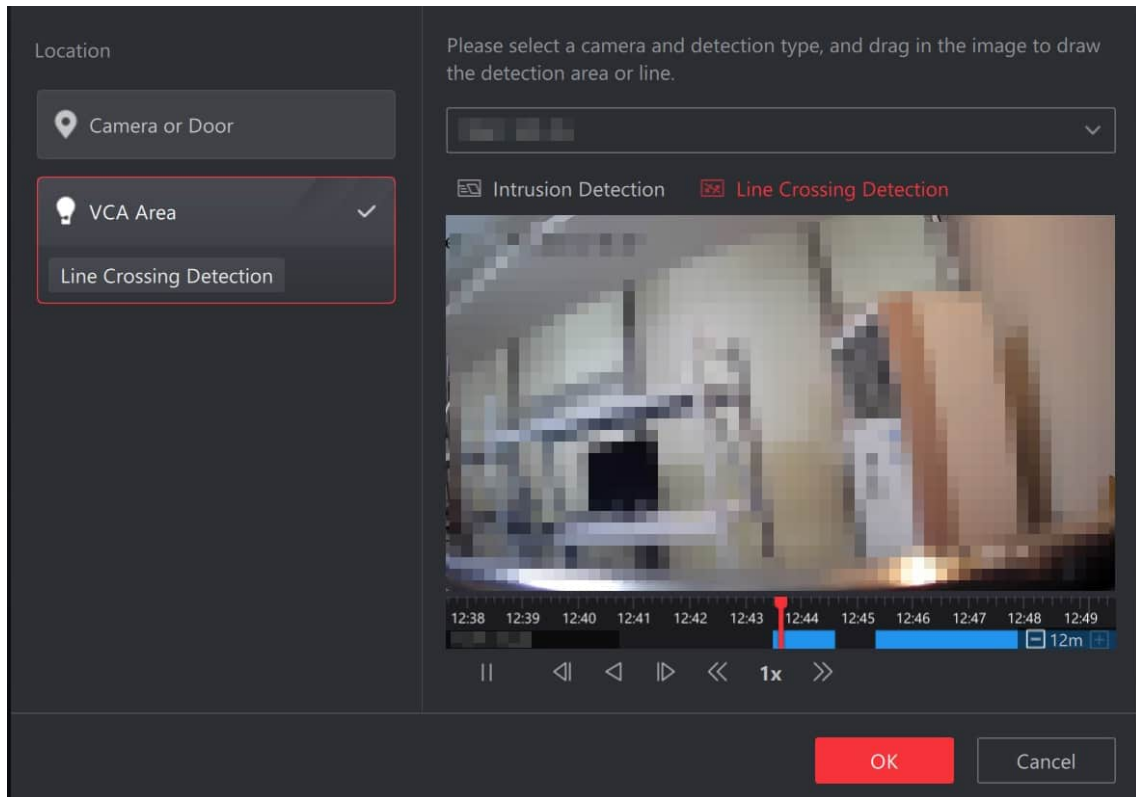 Location
Camera or Door
VCA Area
Line Crossing Detection
Please select a camera and detection type, and drag in the image to draw
the detection area or line.
Intrusion Detection
Line Crossing Detection
12:38 12:39 12:40 12:41 12:42 12:43 12:44 12:45 12:46 12:47 12:48 12:49
12m
1x
OK
Cancel